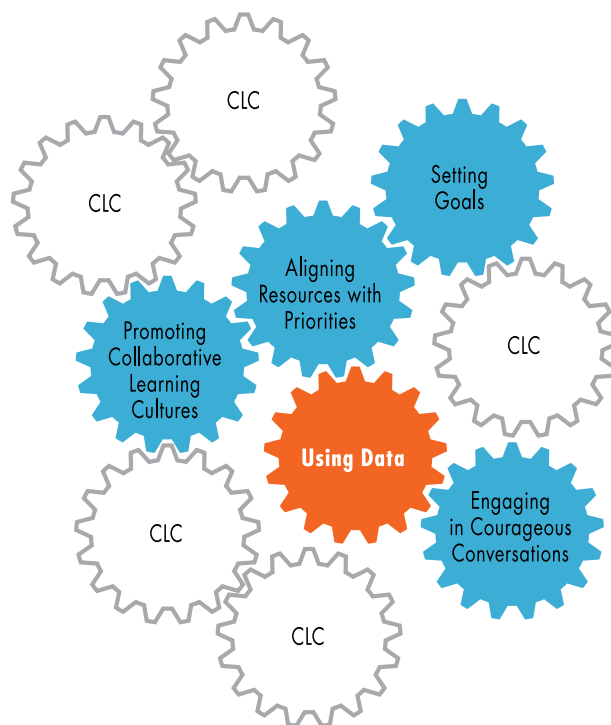 CLC
CLC
Setting
Goals
Aligning
Resources with
Priorities
Promoting
Collaborative
Learning
Cultures
CLC
Using Data
Engaging
in Courageous
Conversations
CLC
CLC